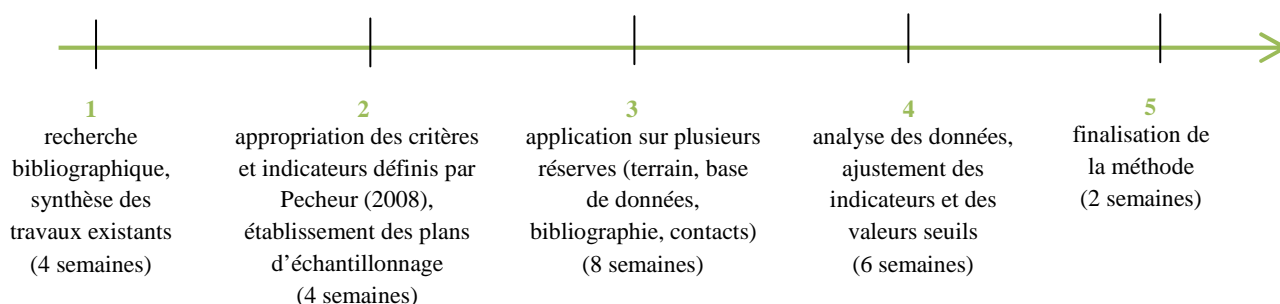 1
recherche
bibliographique,
synthèse des
travaux existants
(4 semaines)
2
appropriation des critères
et indicateurs définis par
Pecheur (2008),
établissement des plans
d’échantillonnage
(4 semaines)
3
application sur plusieurs
réserves (terrain, base
de données,
bibliographie, contacts)
(8 semaines)
4
analyse des données,
ajustement des
indicateurs et des
valeurs seuils
(6 semaines)
5
finalisation de
la méthode
(2 semaines)